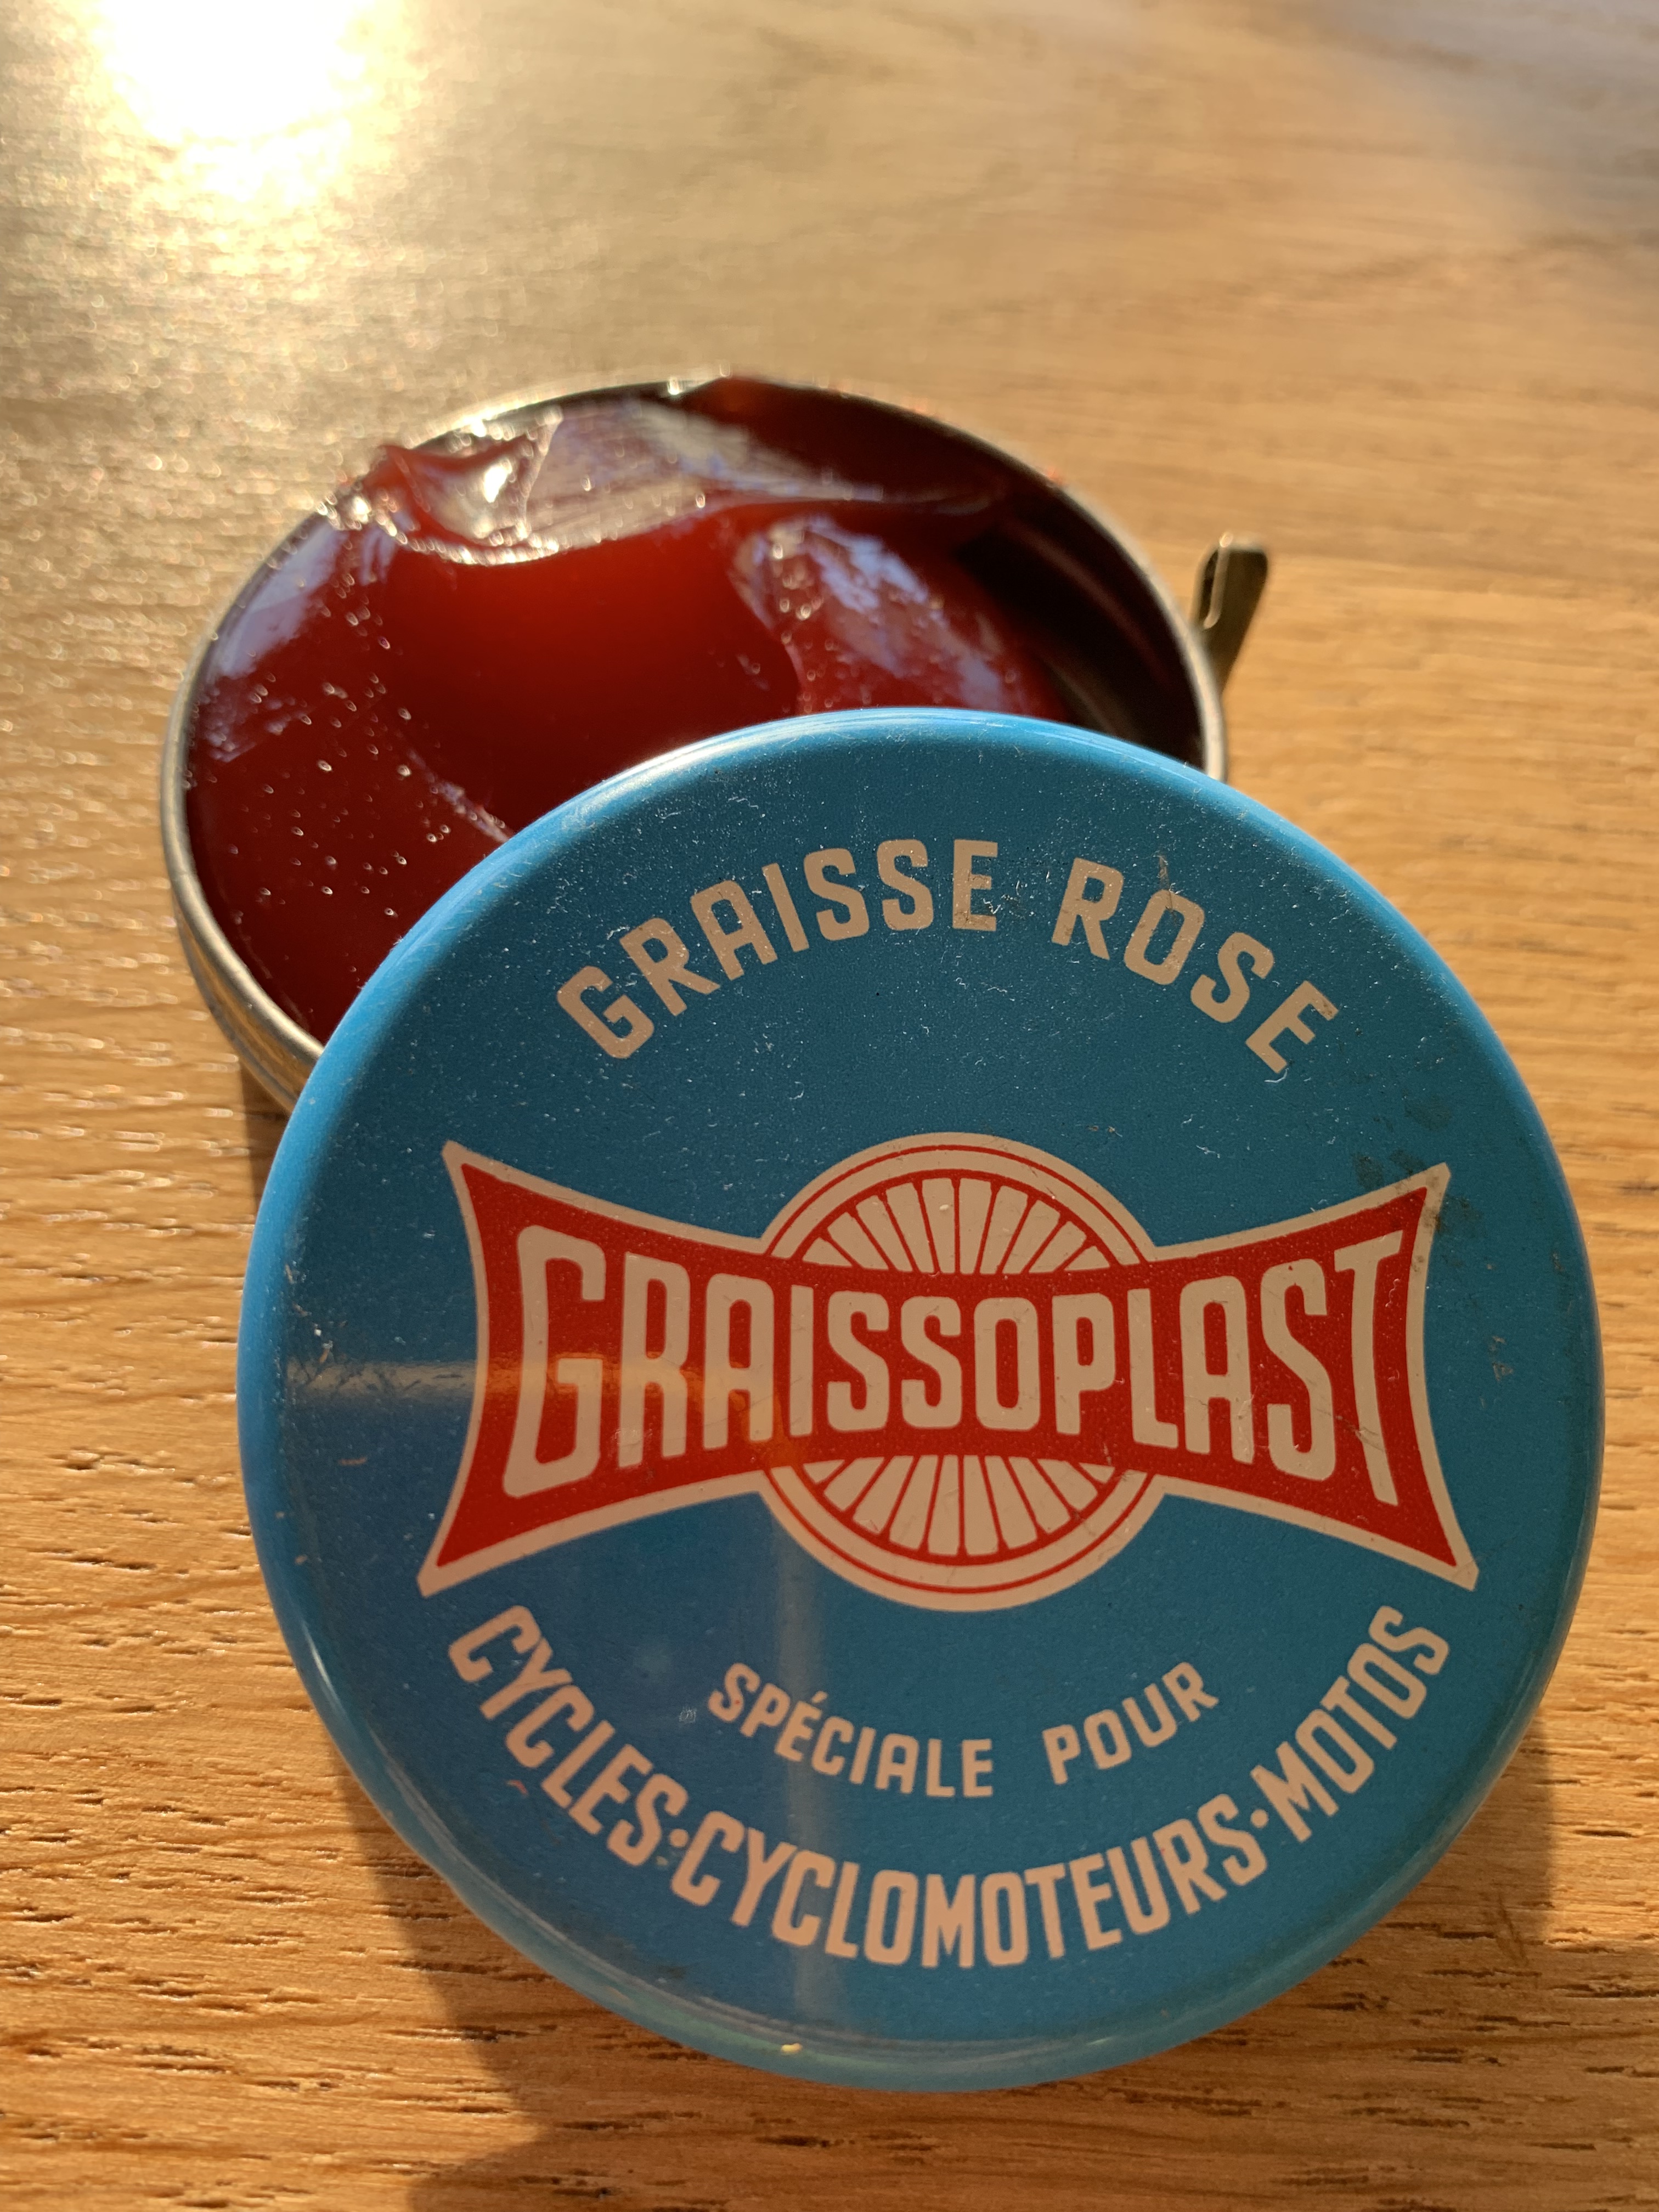 GRAISSE ROSE
GRAISSOPLAST
SPÉCIALE POUR
CYCLES·CYCLOMOTEURS·MOTOS